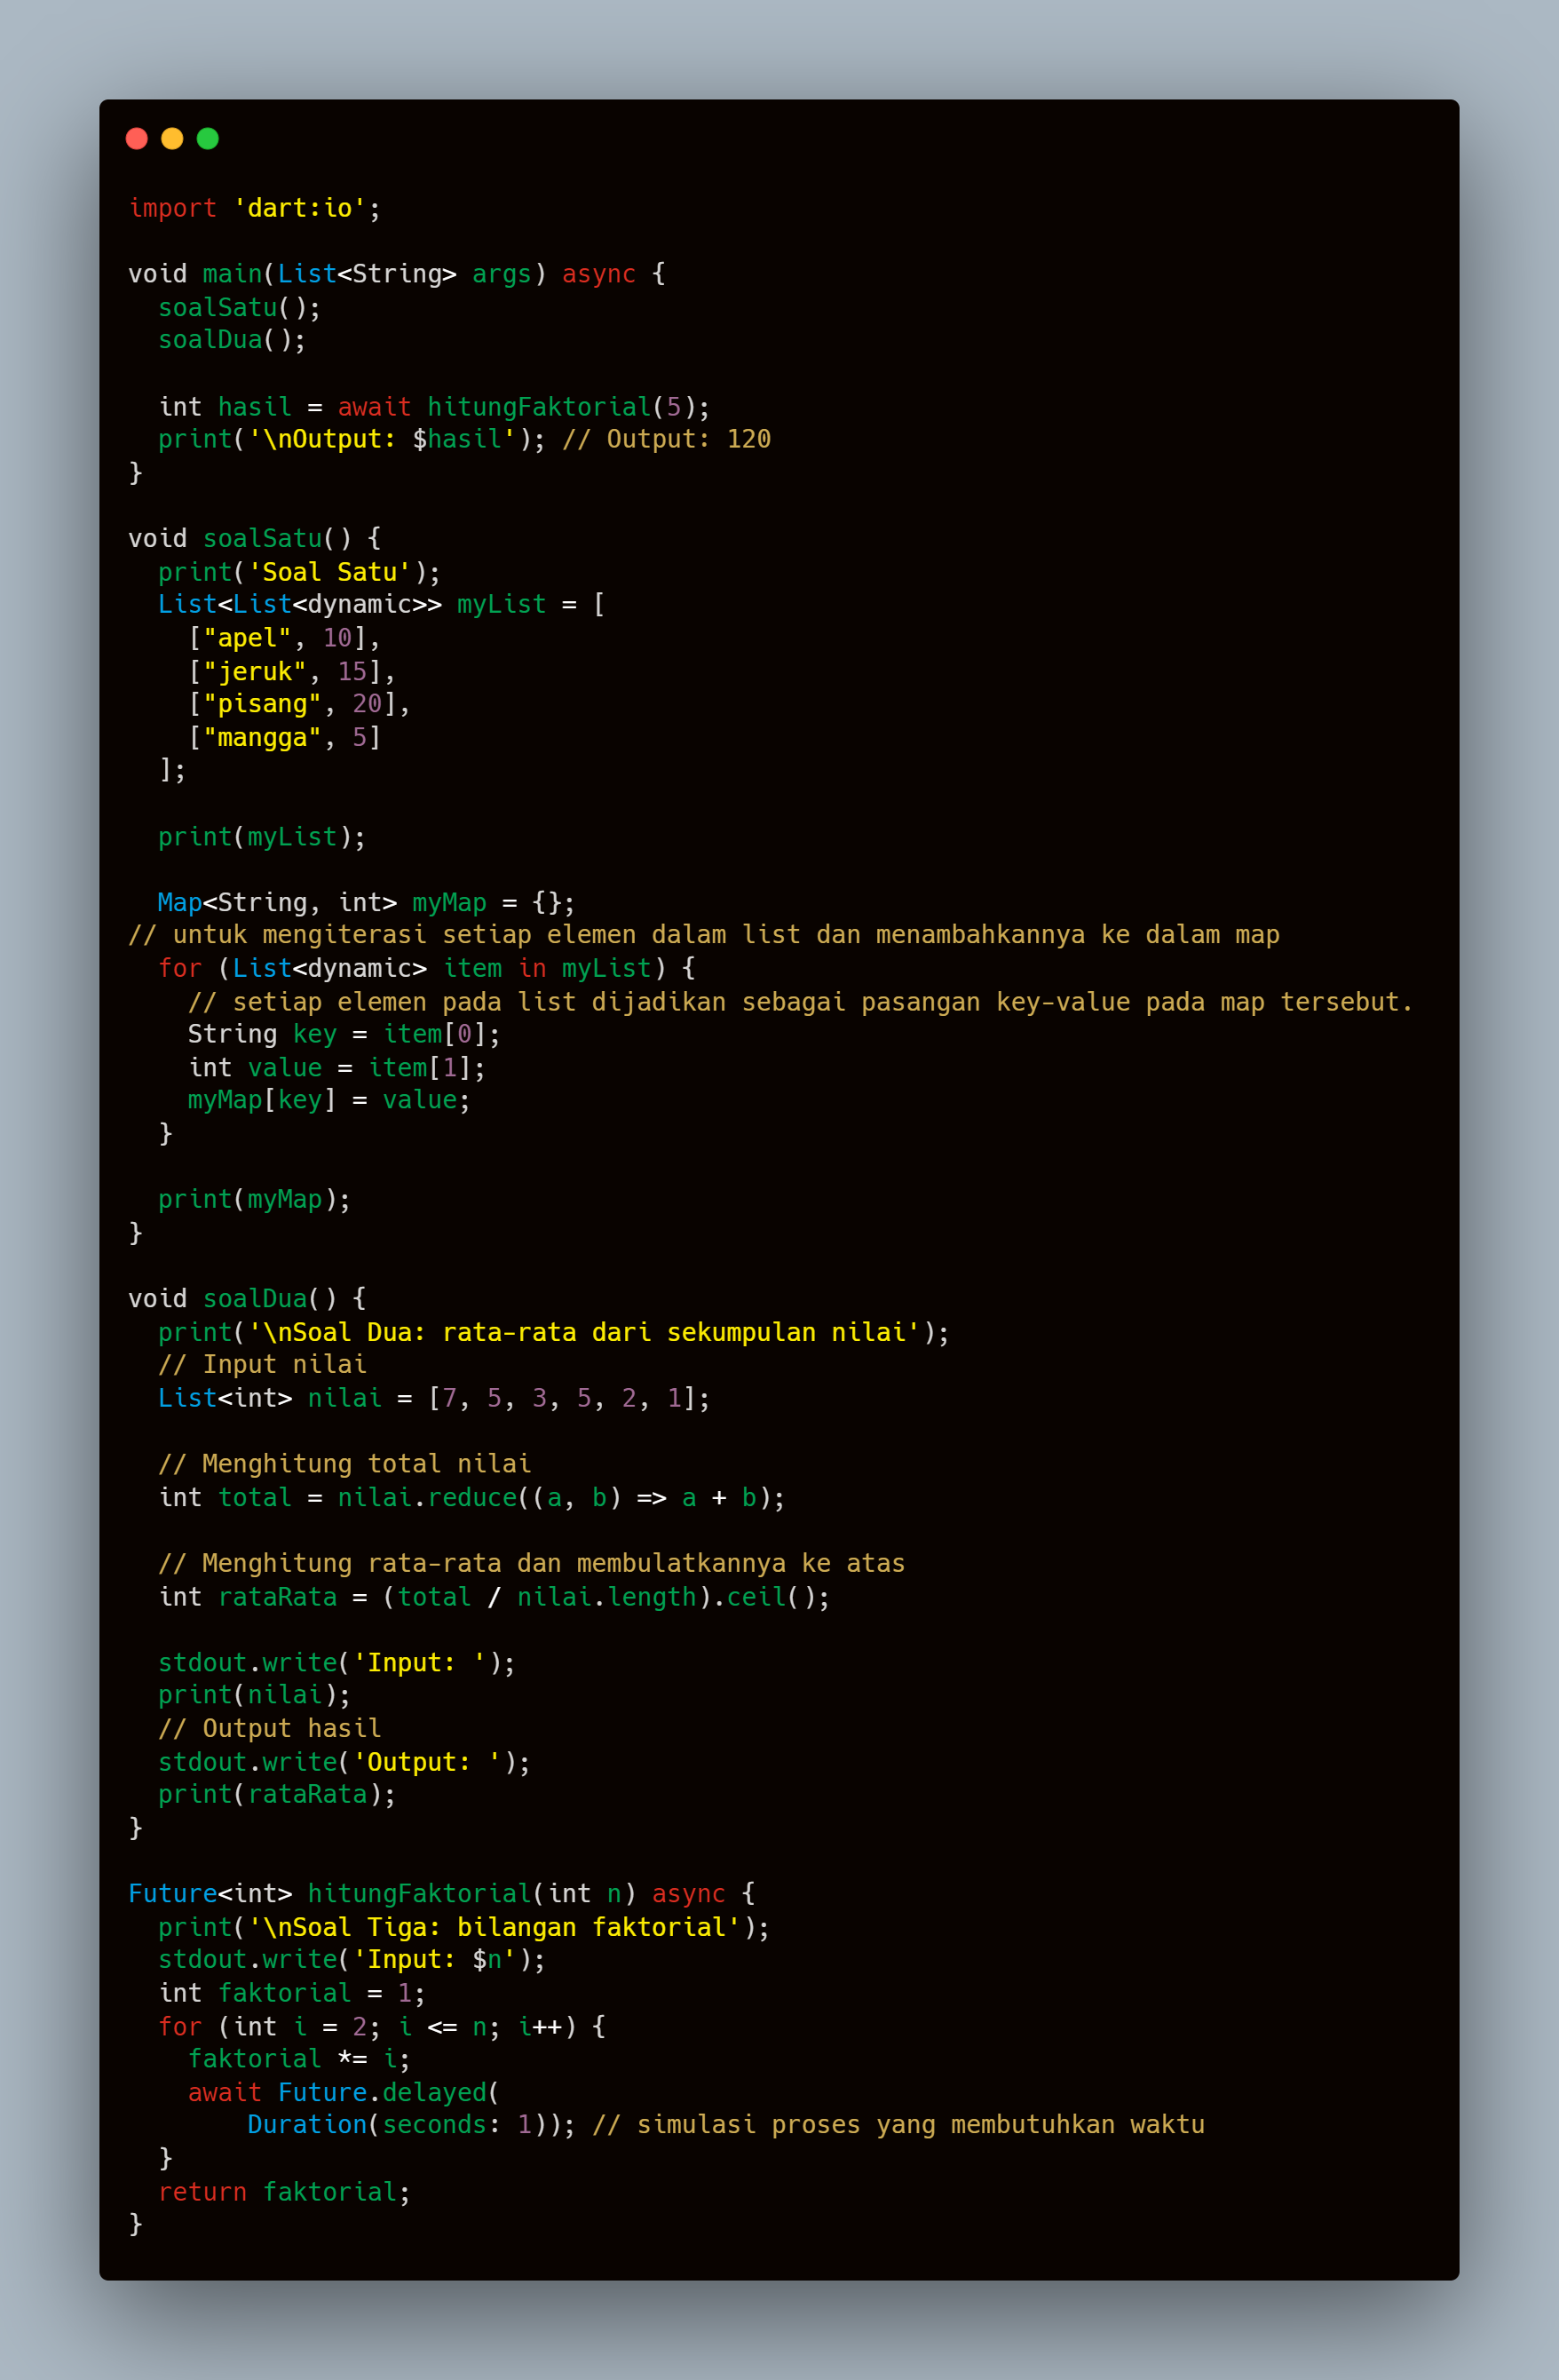 import 'dart:io';

void main(List<String> args) async {
  soalSatu();
  soalDua();

  int hasil = await hitungFaktorial(5);
  print('\nOutput: $hasil'); // Output: 120
}

void soalSatu() {
  print('Soal Satu');
  List<List<dynamic>> myList = [
    ["apel", 10],
    ["jeruk", 15],
    ["pisang", 20],
    ["mangga", 5]
  ];

  print(myList);

  Map<String, int> myMap = {};
// untuk mengiterasi setiap elemen dalam list dan menambahkannya ke dalam map
  for (List<dynamic> item in myList) {
    // setiap elemen pada list dijadikan sebagai pasangan key-value pada map tersebut.
    String key = item[0];
    int value = item[1];
    myMap[key] = value;
  }

  print(myMap);
}

void soalDua() {
  print('\nSoal Dua: rata-rata dari sekumpulan nilai');
  // Input nilai
  List<int> nilai = [7, 5, 3, 5, 2, 1];

  // Menghitung total nilai
  int total = nilai.reduce((a, b) => a + b);

  // Menghitung rata-rata dan membulatkannya ke atas
  int rataRata = (total / nilai.length).ceil();

  stdout.write('Input: ');
  print(nilai);
  // Output hasil
  stdout.write('Output: ');
  print(rataRata);
}

Future<int> hitungFaktorial(int n) async {
  print('\nSoal Tiga: bilangan faktorial');
  stdout.write('Input: $n');
  int faktorial = 1;
  for (int i = 2; i <= n; i++) {
    faktorial *= i;
    await Future.delayed(
        Duration(seconds: 1)); // simulasi proses yang membutuhkan waktu
  }
  return faktorial;
}